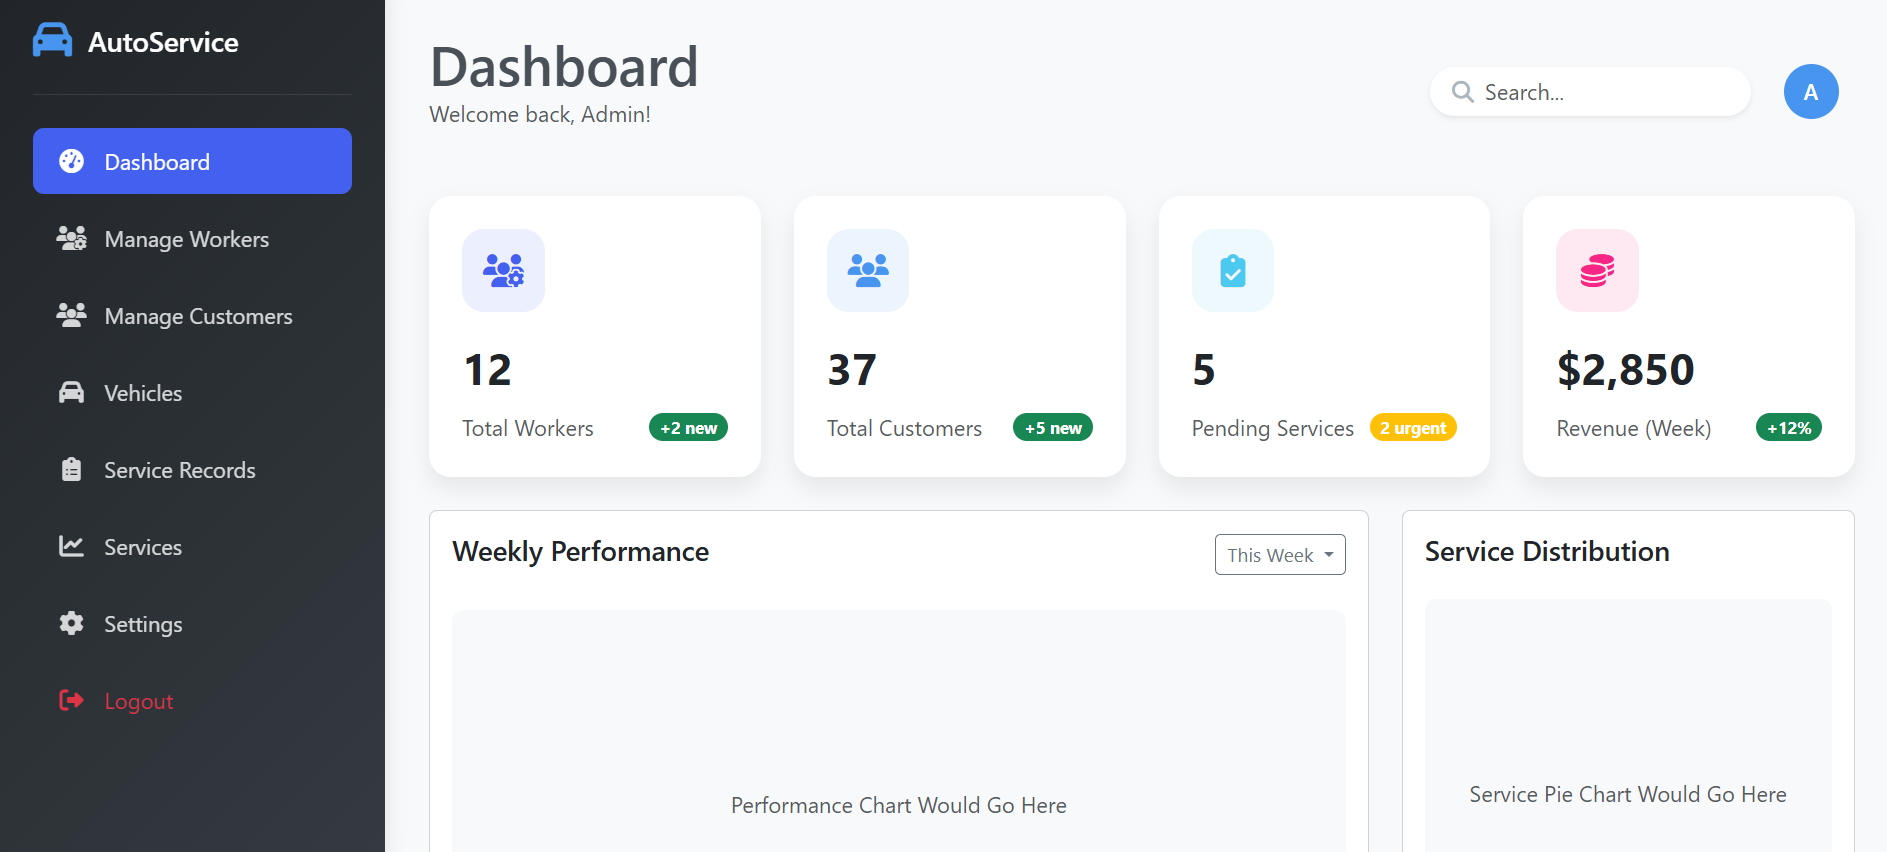 AutoService
Dashboard
Manage Workers
Manage Customers
Vehicles
Service Records
Services
Settings
Logout
Dashboard
Welcome back, Admin!
Search...
A
12
Total Workers
+2 new
37
Total Customers
+5 new
5
Pending Services
2 urgent
$2,850
Revenue (Week)
+12%
Weekly Performance
This Week
Performance Chart Would Go Here
Service Distribution
Service Pie Chart Would Go Here